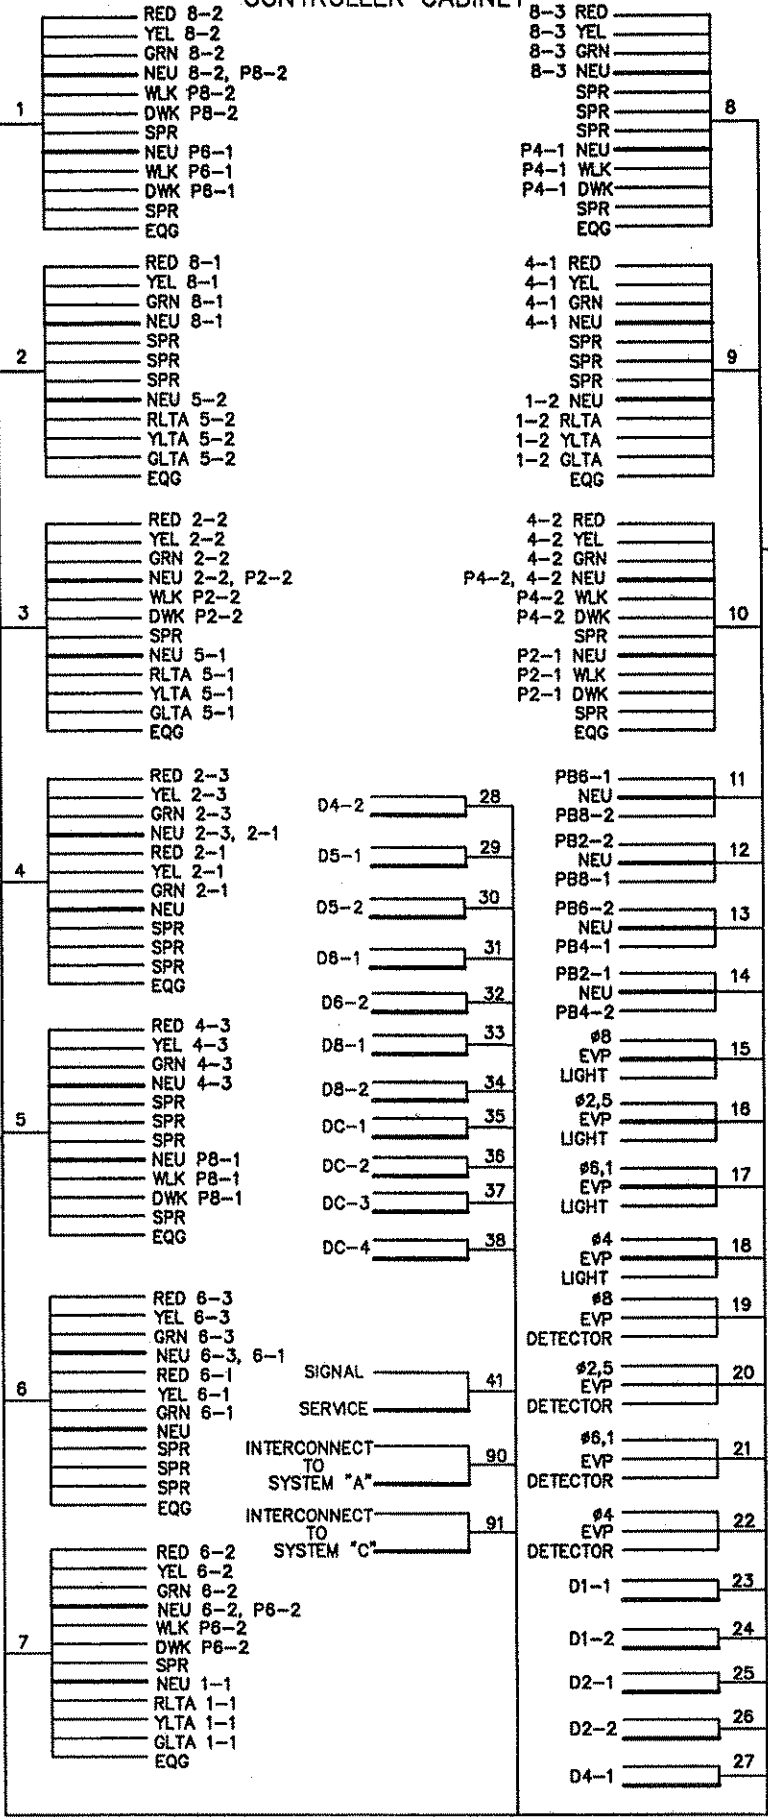 CONTROLLER CABINET
1
RED 8-2
YEL 8-2
GRN 8-2
NEU 8-2, P8-2
WLK P8-2
DWK P8-2
SPR
NEU P6-1
WLK P6-1
DWK P6-1
SPR
EQG
2
RED 8-1
YEL 8-1
GRN 8-1
NEU 8-1
SPR
SPR
SPR
NEU 5-2
RLTA 5-2
YLTA 5-2
GLTA 5-2
EQG
3
RED 2-2
YEL 2-2
GRN 2-2
NEU 2-2, P2-2
WLK P2-2
DWK P2-2
SPR
NEU 5-1
RLTA 5-1
YLTA 5-1
GLTA 5-1
EQG
4
RED 2-3
YEL 2-3
GRN 2-3
NEU 2-3, 2-1
RED 2-1
YEL 2-1
GRN 2-1
NEU
SPR
SPR
SPR
EQG
5
RED 4-3
YEL 4-3
GRN 4-3
NEU 4-3
SPR
SPR
SPR
NEU P8-1
WLK P8-1
DWK P8-1
SPR
EQG
6
RED 6-3
YEL 6-3
GRN 6-3
NEU 6-3, 6-1
RED 6-1
YEL 6-1
GRN 6-1
NEU
SPR
SPR
SPR
EQG
7
RED 6-2
YEL 6-2
GRN 6-2
NEU 6-2, P6-2
WLK P6-2
DWK P6-2
SPR
NEU 1-1
RLTA 1-1
YLTA 1-1
GLTA 1-1
EQG
D4-2 28
D5-1 29
D5-2 30
D6-1 31
D6-2 32
D8-1 33
D8-2 34
DC-1 35
DC-2 36
DC-3 37
DC-4 38
SIGNAL
41
SERVICE
INTERCONNECT
TO 90
SYSTEM "A"
INTERCONNECT
TO 91
SYSTEM "C"
8-3 RED
8-3 YEL
8-3 GRN
8-3 NEU
SPR
SPR
SPR
P4-1 NEU
P4-1 WLK
P4-1 DWK
SPR
EQG
8
4-1 RED
4-1 YEL
4-1 GRN
4-1 NEU
SPR
SPR
SPR
1-2 NEU
1-2 RLTA
1-2 YLTA
1-2 GLTA
EQG
9
4-2 RED
4-2 YEL
4-2 GRN
P4-2, 4-2 NEU
P4-2 WLK
P4-2 DWK
SPR
P2-1 NEU
P2-1 WLK
P2-1 DWK
SPR
EQG
10
PB6-1
NEU 11
PB8-2
PB2-2
NEU 12
PB8-1
PB6-2
NEU 13
PB4-1
PB2-1
NEU 14
PB4-2
ø8
EVP 15
LIGHT
ø2,5
EVP 16
LIGHT
ø6,1
EVP 17
LIGHT
ø4
EVP 18
LIGHT
ø8
EVP 19
DETECTOR
ø2,5
EVP 20
DETECTOR
ø6,1
EVP 21
DETECTOR
ø4
EVP 22
DETECTOR
D1-1 23
D1-2 24
D2-1 25
D2-2 26
D4-1 27